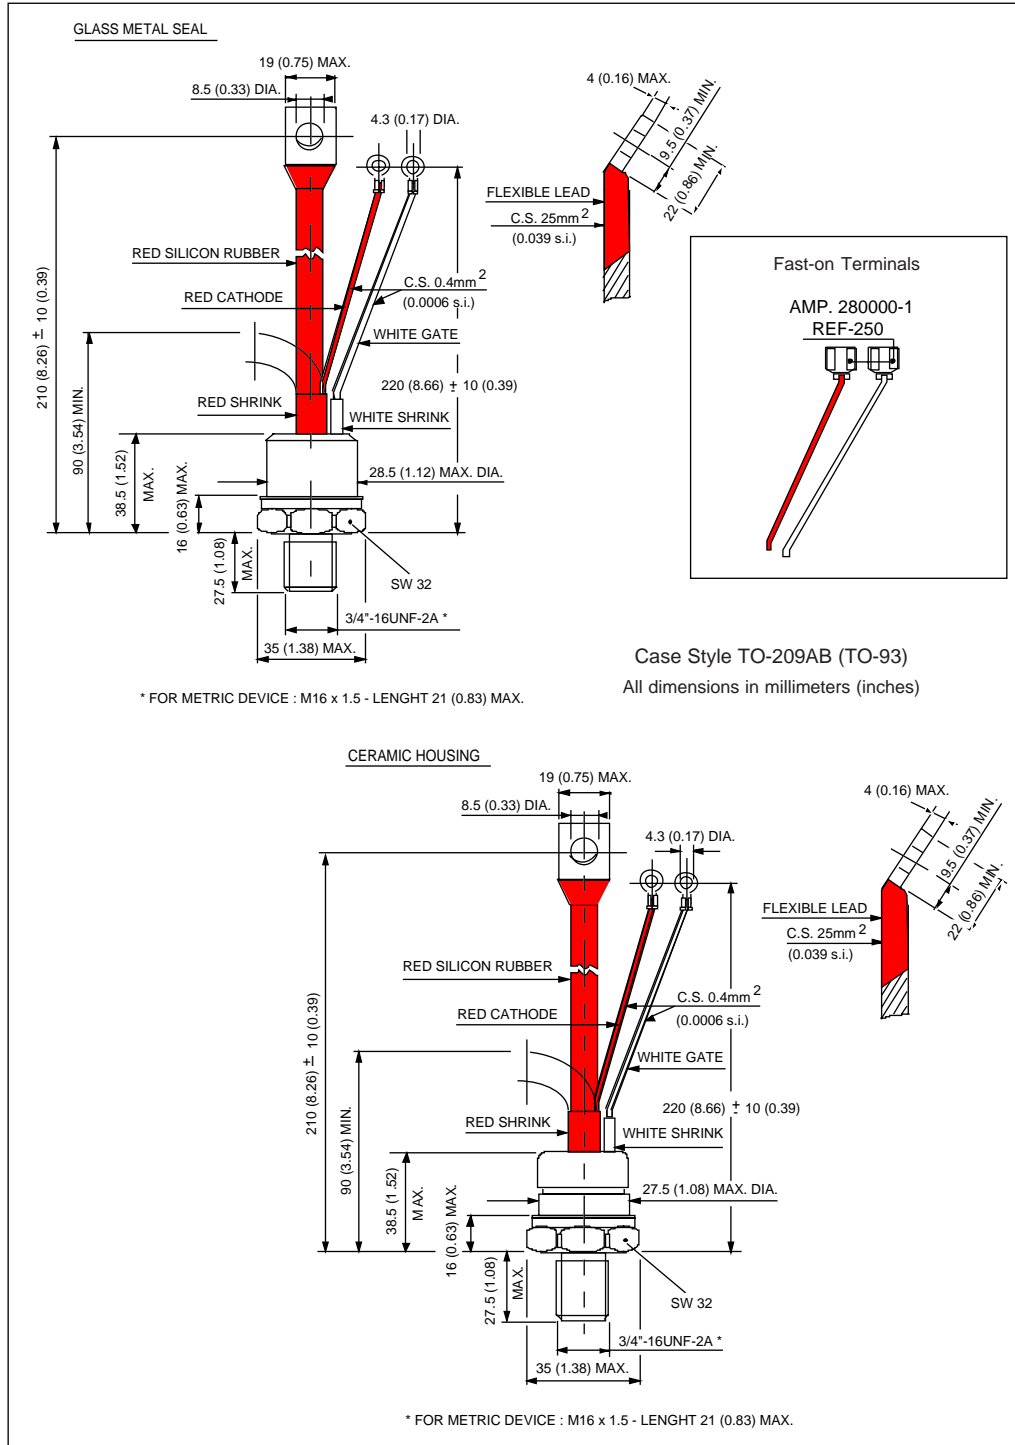 GLASS METAL SEAL
19 (0.75) MAX.
8.5 (0.33) DIA.
4.3 (0.17) DIA.
4 (0.16) MAX.
9.5 (0.37) MIN.
22 (0.86) MIN.
FLEXIBLE LEAD
C.S. 25mm 2
(0.039 s.i.)
RED SILICON RUBBER
C.S. 0.4mm 2
(0.0006 s.i.)
RED CATHODE
WHITE GATE
210 (8.26) ± 10 (0.39)
90 (3.54) MIN.
220 (8.66) ± 10 (0.39)
RED SHRINK
WHITE SHRINK
38.5 (1.52)
MAX.
16 (0.63) MAX.
28.5 (1.12) MAX. DIA.
27.5 (1.08)
MAX.
SW 32
3/4"-16UNF-2A *
35 (1.38) MAX.
* FOR METRIC DEVICE : M16 x 1.5 - LENGHT 21 (0.83) MAX.
Fast-on Terminals
AMP. 280000-1
REF-250
Case Style TO-209AB (TO-93)
All dimensions in millimeters (inches)
CERAMIC HOUSING
19 (0.75) MAX.
8.5 (0.33) DIA.
4.3 (0.17) DIA.
4 (0.16) MAX.
9.5 (0.37) MIN.
22 (0.86) MIN.
FLEXIBLE LEAD
C.S. 25mm 2
(0.039 s.i.)
RED SILICON RUBBER
C.S. 0.4mm 2
(0.0006 s.i.)
RED CATHODE
WHITE GATE
210 (8.26) ± 10 (0.39)
90 (3.54) MIN.
220 (8.66) ± 10 (0.39)
RED SHRINK
WHITE SHRINK
38.5 (1.52)
MAX.
16 (0.63) MAX.
27.5 (1.08) MAX. DIA.
27.5 (1.08)
MAX.
SW 32
3/4"-16UNF-2A *
35 (1.38) MAX.
* FOR METRIC DEVICE : M16 x 1.5 - LENGHT 21 (0.83) MAX.